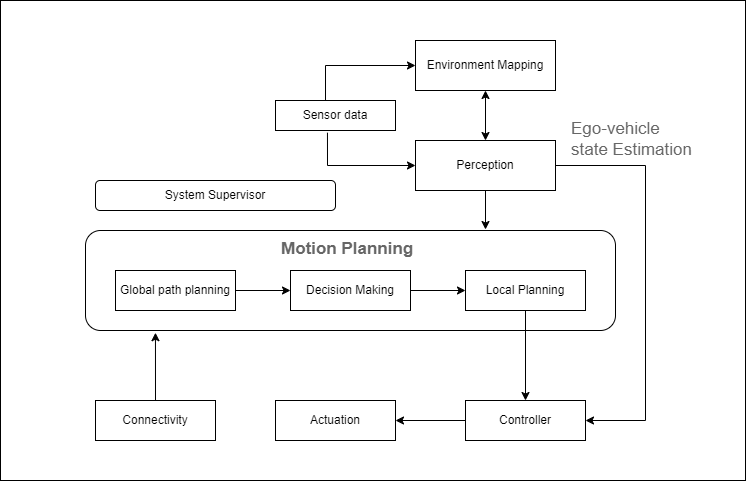 Environment Mapping
Sensor data
Ego-vehicle
state Estimation
Perception
System Supervisor
Motion Planning
Global path planning
Decision Making
Local Planning
Connectivity
Actuation
Controller